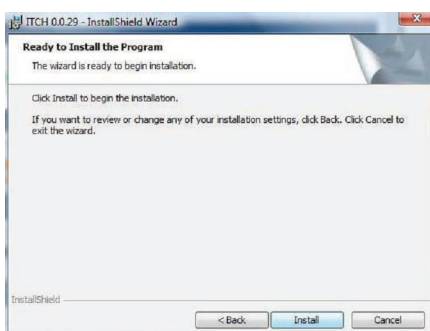 ITCH 0.0.29 - InstallShield Wizard
Ready to Install the Program
The wizard is ready to begin installation.
Click Install to begin the installation.
If you want to review or change any of your installation settings, click Back. Click Cancel to
exit the wizard.
InstallShield
< Back Install Cancel